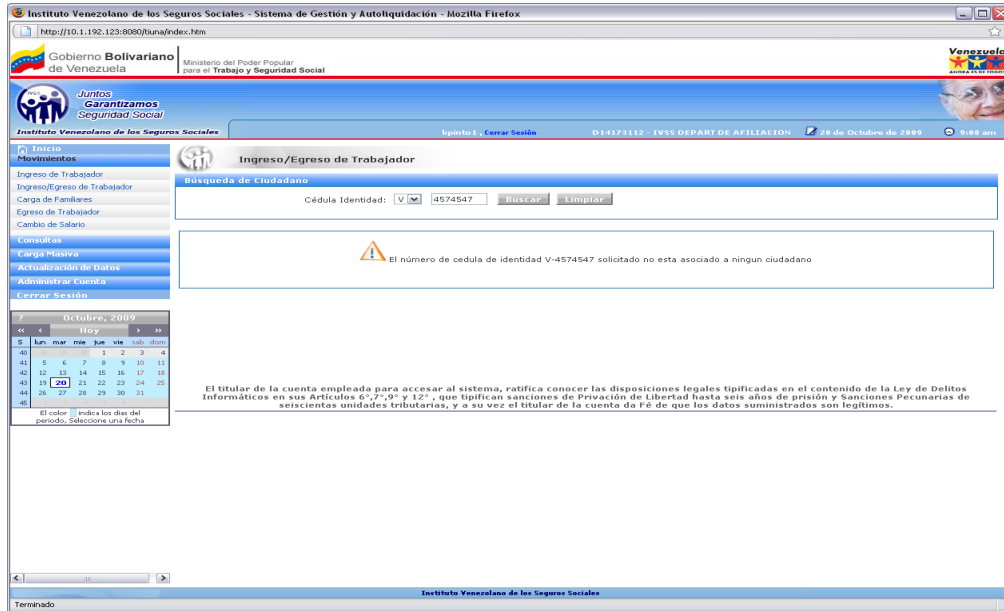 Instituto Venezolano de los Seguros Sociales - Sistema de Gestión y Autoliquidación - Mozilla Firefox
http://10.1.192.123:8080/tiuna/index.htm
Gobierno Bolivariano
de Venezuela
Ministerio del Poder Popular
para el Trabajo y Seguridad Social
Venezuela
AHORA ES DE TODOS
IVSS
Juntos
Garantizamos
Seguridad Social
Instituto Venezolano de los Seguros Sociales
kpinto1 , Cerrar Sesión
D14173112 - IVSS DEPART DE AFILIACION
20 de Octubre de 2009
9:08 am
Inicio
Movimientos
Ingreso de Trabajador
Ingreso/Egreso de Trabajador
Carga de Familiares
Egreso de Trabajador
Cambio de Salario
Consultas
Carga Masiva
Actualización de Datos
Administrar Cuenta
Cerrar Sesión
? Octubre, 2009
« ‹ Hoy › »
S lun mar mie jue vie sab dom
40 1 2 3 4
41 5 6 7 8 9 10 11
42 12 13 14 15 16 17 18
43 19 20 21 22 23 24 25
44 26 27 28 29 30 31
45
El color indica los dias del
periodo, Seleccione una fecha
Ingreso/Egreso de Trabajador
Búsqueda de Ciudadano
Cédula Identidad: V 4574547 Buscar Limpiar
El número de cedula de identidad V-4574547 solicitado no esta asociado a ningun ciudadano
El titular de la cuenta empleada para accesar al sistema, ratifica conocer las disposiciones legales tipificadas en el contenido de la Ley de Delitos
Informáticos en sus Artículos 6°,7°,9° y 12° , que tipifican sanciones de Privación de Libertad hasta seis años de prisión y Sanciones Pecunarias de
seiscientas unidades tributarias, y a su vez el titular de la cuenta da Fé de que los datos suministrados son legítimos.
Instituto Venezolano de los Seguros Sociales
Terminado